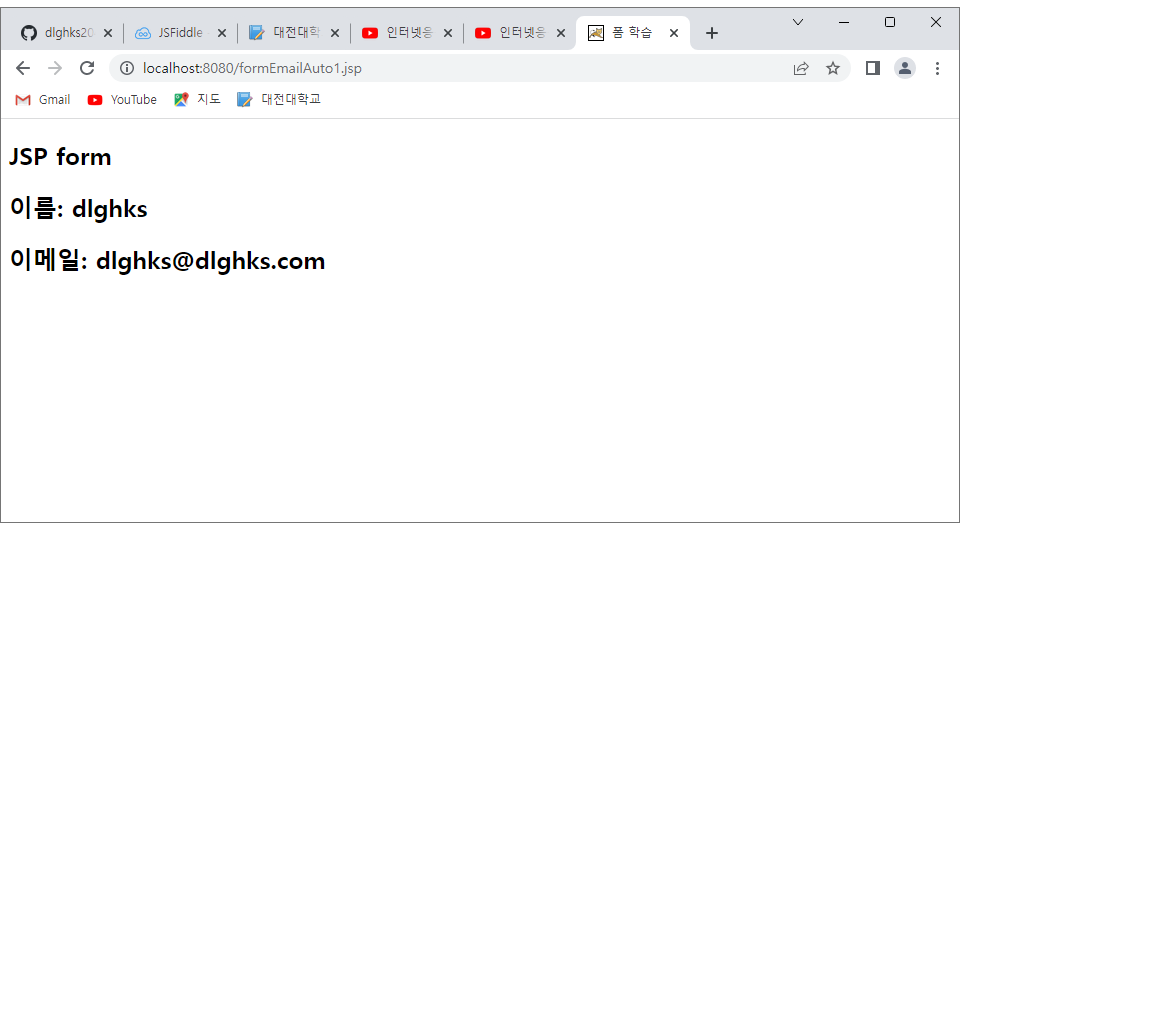 dlghks20
JSFiddle
대전대학
인터넷응
인터넷응
폼 학습
localhost:8080/formEmailAuto1.jsp
Gmail YouTube 지도 대전대학교
JSP form
이름: dlghks
이메일: dlghks@dlghks.com